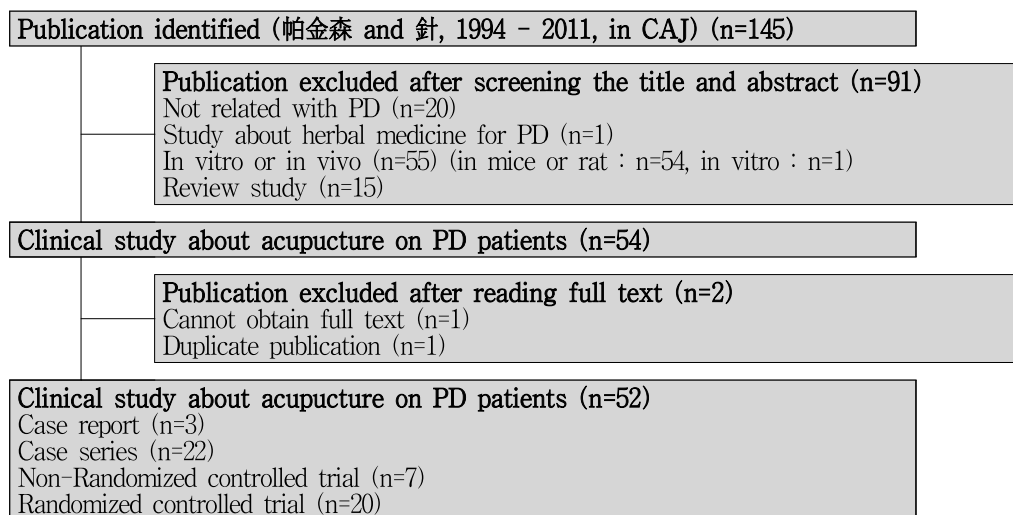 Publication identified (帕金森 and 針, 1994 - 2011, in CAJ) (n=145)
Publication excluded after screening the title and abstract (n=91)
Not related with PD (n=20)
Study about herbal medicine for PD (n=1)
In vitro or in vivo (n=55) (in mice or rat : n=54, in vitro : n=1)
Review study (n=15)
Clinical study about acupucture on PD patients (n=54)
Publication excluded after reading full text (n=2)
Cannot obtain full text (n=1)
Duplicate publication (n=1)
Clinical study about acupucture on PD patients (n=52)
Case report (n=3)
Case series (n=22)
Non-Randomized controlled trial (n=7)
Randomized controlled trial (n=20)